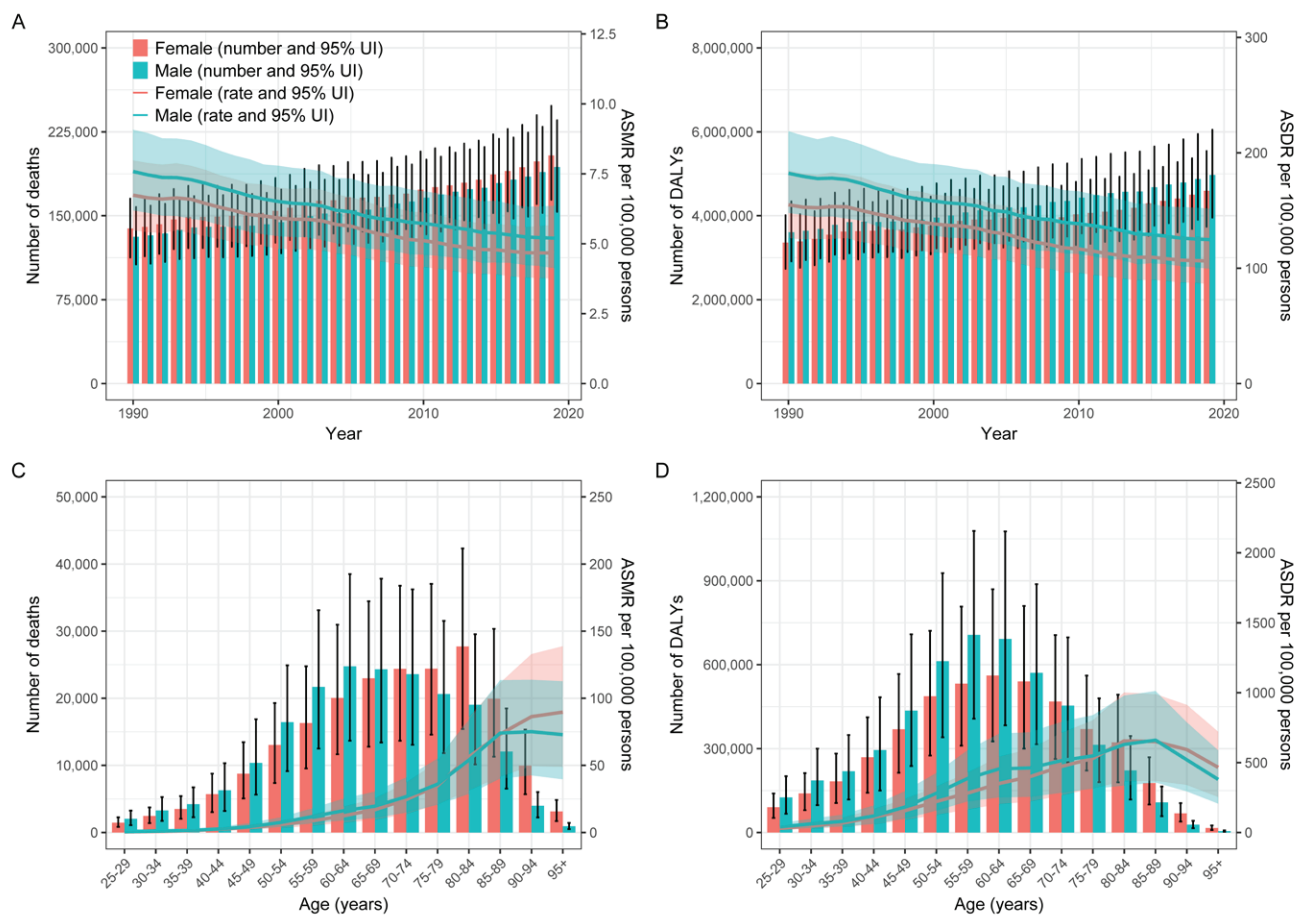 A
Number of deaths
300,000
225,000
150,000
75,000
0
Female (number and 95% UI)
Male (number and 95% UI)
Female (rate and 95% UI)
Male (rate and 95% UI)
12.5
10.0
7.5
5.0
2.5
0.0
ASMR per 100,000 persons
1990 2000 2010 2020
Year
B
Number of DALYs
8,000,000
6,000,000
4,000,000
2,000,000
0
300
200
100
0
ASDR per 100,000 persons
1990 2000 2010 2020
Year
C
Number of deaths
50,000
40,000
30,000
20,000
10,000
0
250
200
150
100
50
0
ASMR per 100,000 persons
25-29 30-34 35-39 40-44 45-49 50-54 55-59 60-64 65-69 70-74 75-79 80-84 85-89 90-94 95+
Age (years)
D
Number of DALYs
1,200,000
900,000
600,000
300,000
0
2500
2000
1500
1000
500
0
ASDR per 100,000 persons
25-29 30-34 35-39 40-44 45-49 50-54 55-59 60-64 65-69 70-74 75-79 80-84 85-89 90-94 95+
Age (years)